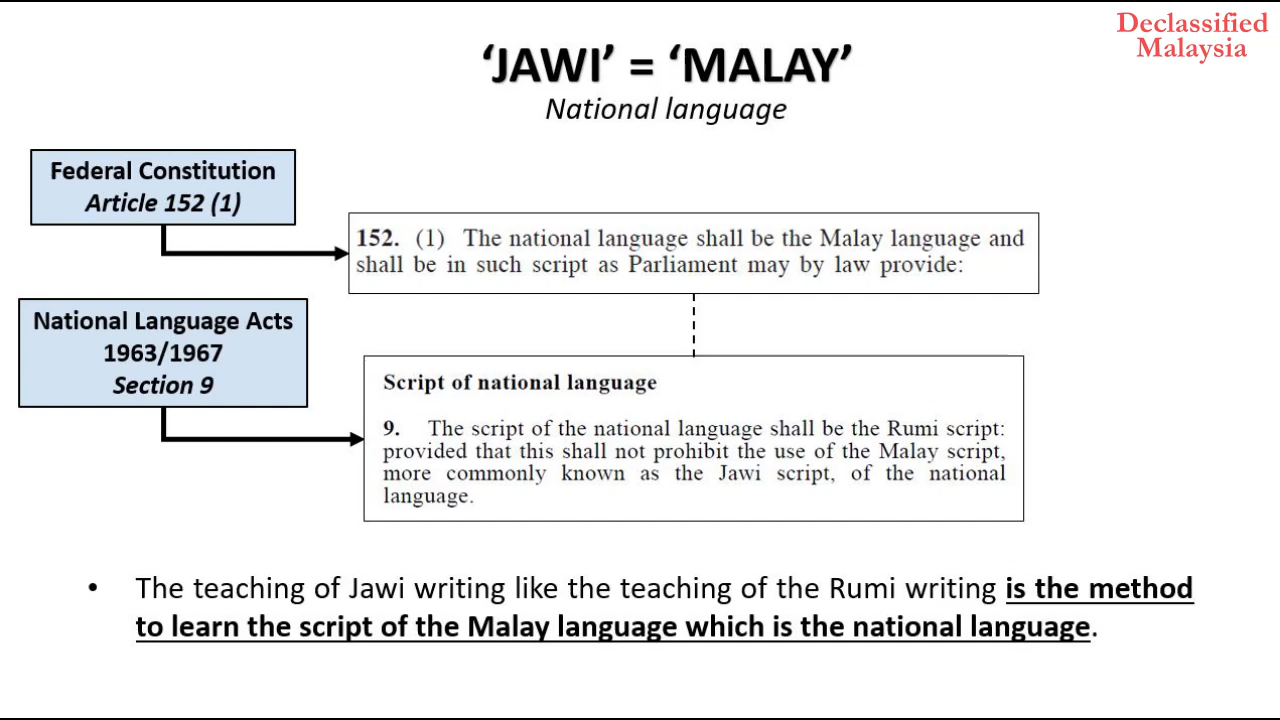 Declassified
Malaysia
‘JAWI’ = ‘MALAY’
National language
Federal Constitution
Article 152 (1)
152. (1) The national language shall be the Malay language and
shall be in such script as Parliament may by law provide:
National Language Acts
1963/1967
Section 9
Script of national language
9. The script of the national language shall be the Rumi script:
provided that this shall not prohibit the use of the Malay script,
more commonly known as the Jawi script, of the national
language.
• The teaching of Jawi writing like the teaching of the Rumi writing is the method
to learn the script of the Malay language which is the national language.